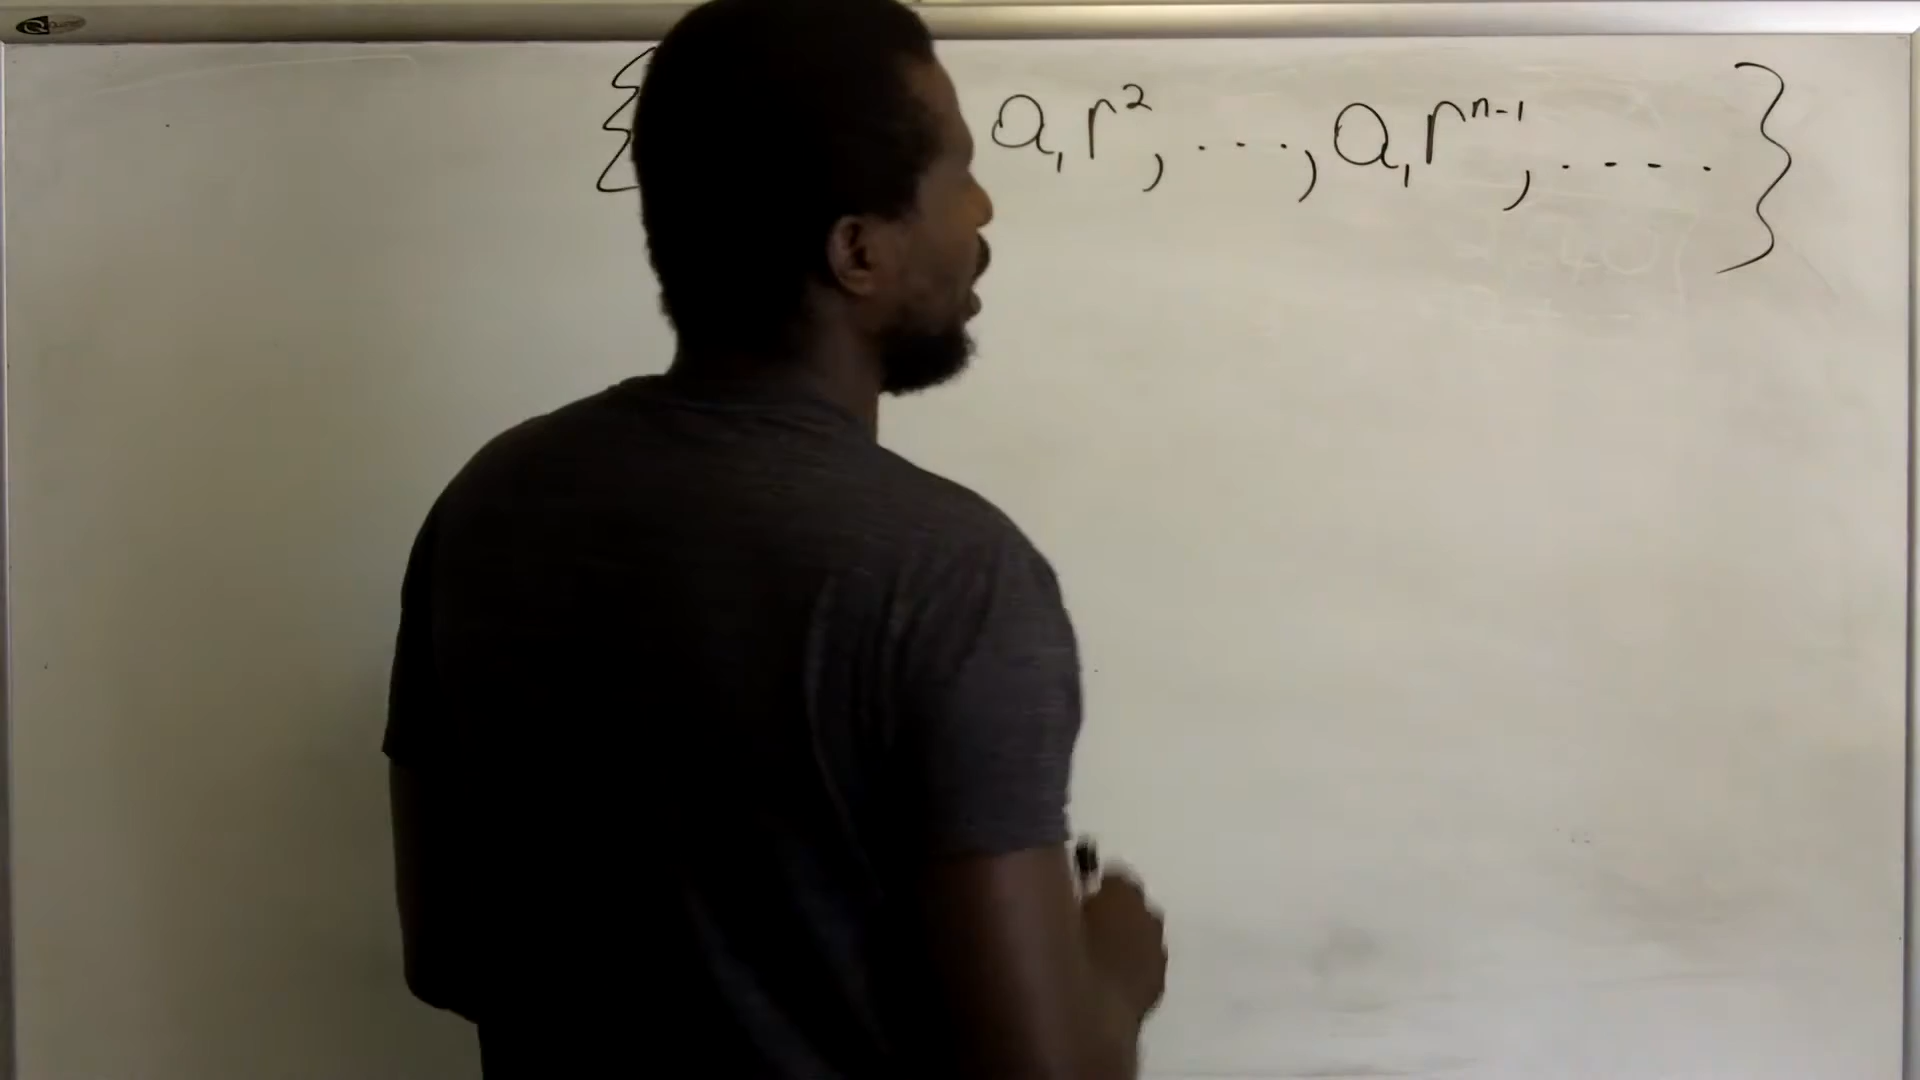 { a₁r², ..., a₁rⁿ⁻¹, .... }